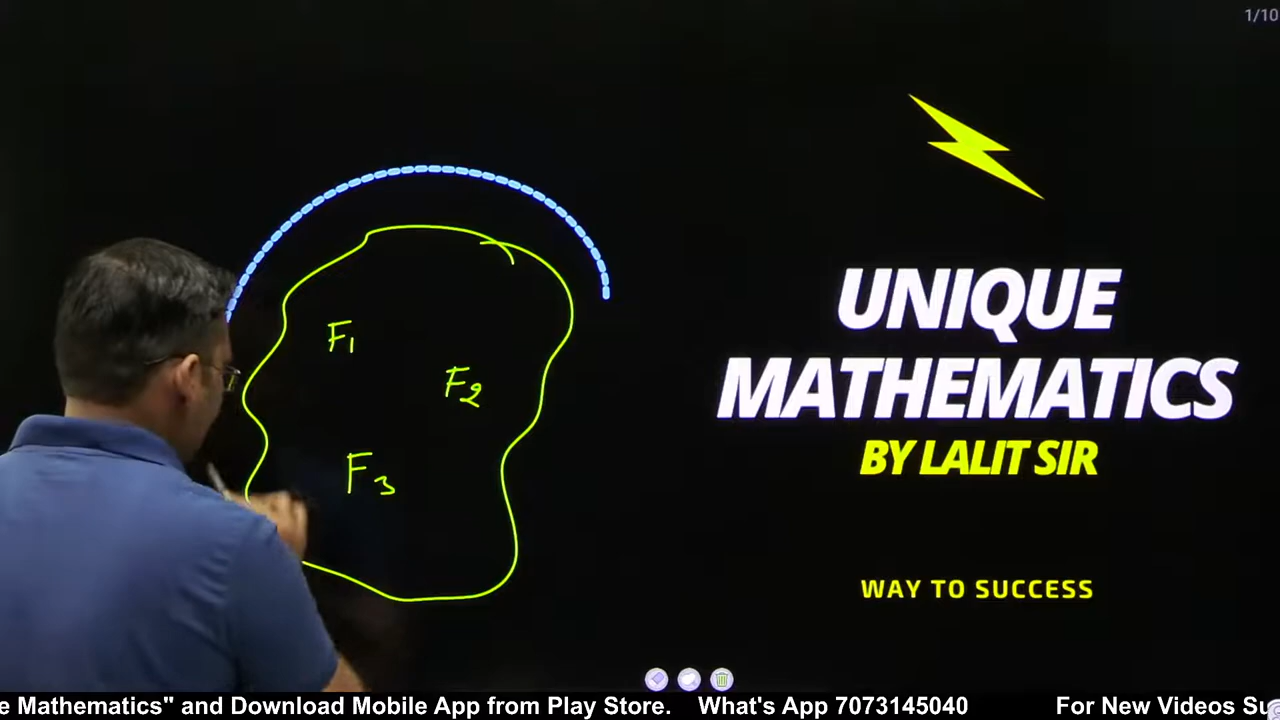 1/10
F1
F2
F3
UNIQUE
MATHEMATICS
BY LALIT SIR
WAY TO SUCCESS
e Mathematics" and Download Mobile App from Play Store. What's App 7073145040 For New Videos Su